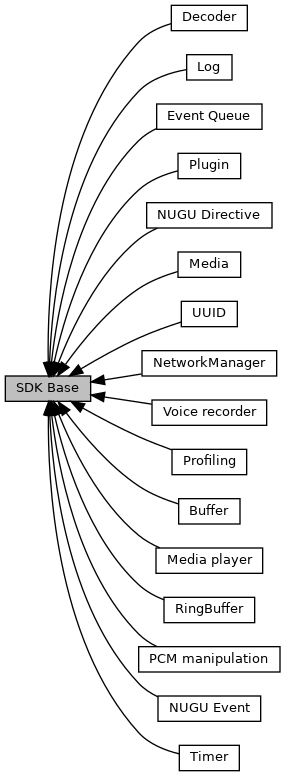 Decoder
Log
Event Queue
Plugin
NUGU Directive
Media
UUID
NetworkManager
SDK Base
Voice recorder
Profiling
Buffer
Media player
RingBuffer
PCM manipulation
NUGU Event
Timer